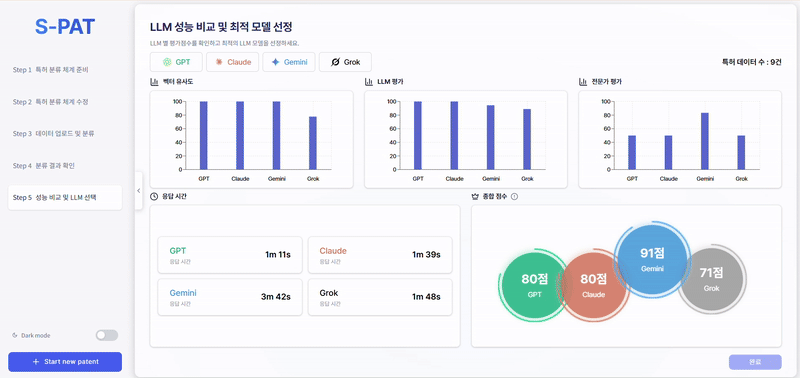 S-PAT
Step 1 특허 분류 체계 준비
Step 2 특허 분류 체계 수정
Step 3 데이터 업로드 및 분류
Step 4 분류 결과 확인
Step 5 성능 비교 및 LLM 선택
Dark mode
+ Start new patent
LLM 성능 비교 및 최적 모델 선정
LLM 별 평가점수를 확인하고 최적의 LLM 모델을 선정하세요.
GPT Claude Gemini Grok
특허 데이터 수 : 9건
벡터 유사도
100
80
60
40
20
0
GPT Claude Gemini Grok
LLM 평가
100
80
60
40
20
0
GPT Claude Gemini Grok
전문가 평가
100
80
60
40
20
0
GPT Claude Gemini Grok
응답 시간
GPT
응답 시간
1m 11s
Claude
응답 시간
1m 39s
Gemini
응답 시간
3m 42s
Grok
응답 시간
1m 48s
종합 점수
80점
GPT
80점
Claude
91점
Gemini
71점
Grok
완료